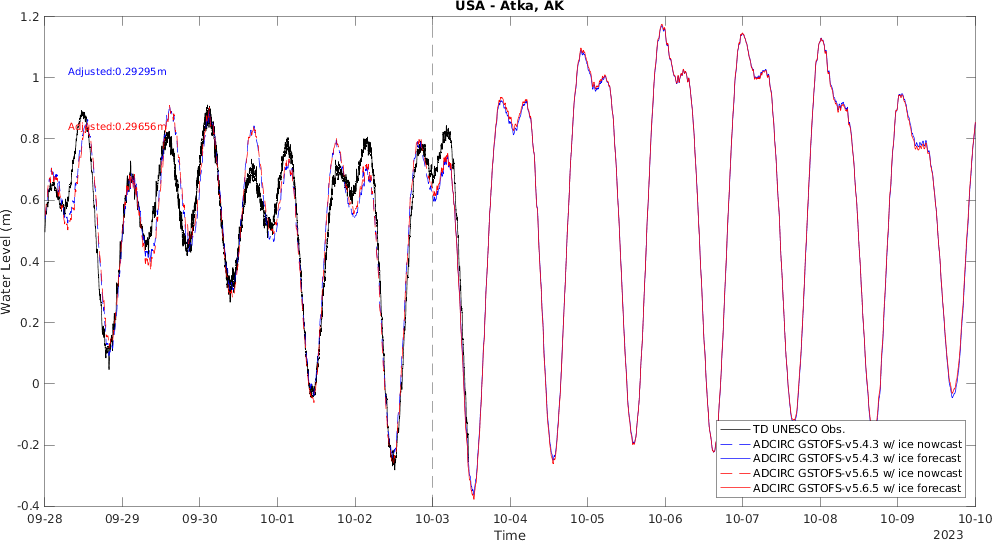 USA - Atka, AK
Adjusted:0.29295m
Adjusted:0.29656m
Water Level (m)
1.2
1
0.8
0.6
0.4
0.2
0
-0.2
-0.4
TD UNESCO Obs.
ADCIRC GSTOFS-v5.4.3 w/ ice nowcast
ADCIRC GSTOFS-v5.4.3 w/ ice forecast
ADCIRC GSTOFS-v5.6.5 w/ ice nowcast
ADCIRC GSTOFS-v5.6.5 w/ ice forecast
09-28 09-29 09-30 10-01 10-02 10-03 10-04 10-05 10-06 10-07 10-08 10-09 10-10
Time
2023